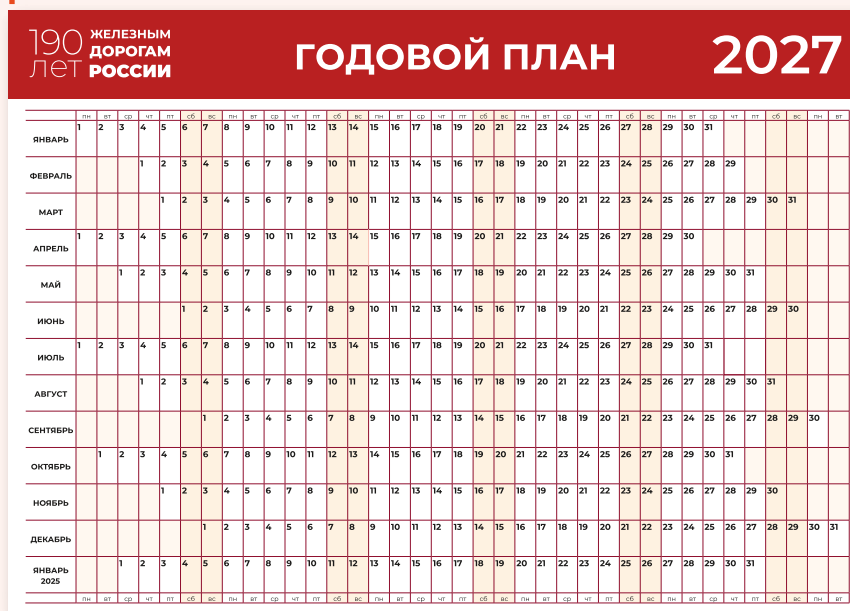 190 ЖЕЛЕЗНЫМ
ДОРОГАМ
лет РОССИИ
ГОДОВОЙ ПЛАН
2027
пн вт ср чт пт сб вс пн вт ср чт пт сб вс пн вт ср чт пт сб вс пн вт ср чт пт сб вс пн вт ср чт пт сб вс пн вт
ЯНВАРЬ 1 2 3 4 5 6 7 8 9 10 11 12 13 14 15 16 17 18 19 20 21 22 23 24 25 26 27 28 29 30 31
ФЕВРАЛЬ 1 2 3 4 5 6 7 8 9 10 11 12 13 14 15 16 17 18 19 20 21 22 23 24 25 26 27 28 29
МАРТ 1 2 3 4 5 6 7 8 9 10 11 12 13 14 15 16 17 18 19 20 21 22 23 24 25 26 27 28 29 30 31
АПРЕЛЬ 1 2 3 4 5 6 7 8 9 10 11 12 13 14 15 16 17 18 19 20 21 22 23 24 25 26 27 28 29 30
МАЙ 1 2 3 4 5 6 7 8 9 10 11 12 13 14 15 16 17 18 19 20 21 22 23 24 25 26 27 28 29 30 31
ИЮНЬ 1 2 3 4 5 6 7 8 9 10 11 12 13 14 15 16 17 18 19 20 21 22 23 24 25 26 27 28 29 30
ИЮЛЬ 1 2 3 4 5 6 7 8 9 10 11 12 13 14 15 16 17 18 19 20 21 22 23 24 25 26 27 28 29 30 31
АВГУСТ 1 2 3 4 5 6 7 8 9 10 11 12 13 14 15 16 17 18 19 20 21 22 23 24 25 26 27 28 29 30 31
СЕНТЯБРЬ 1 2 3 4 5 6 7 8 9 10 11 12 13 14 15 16 17 18 19 20 21 22 23 24 25 26 27 28 29 30
ОКТЯБРЬ 1 2 3 4 5 6 7 8 9 10 11 12 13 14 15 16 17 18 19 20 21 22 23 24 25 26 27 28 29 30 31
НОЯБРЬ 1 2 3 4 5 6 7 8 9 10 11 12 13 14 15 16 17 18 19 20 21 22 23 24 25 26 27 28 29 30
ДЕКАБРЬ 1 2 3 4 5 6 7 8 9 10 11 12 13 14 15 16 17 18 19 20 21 22 23 24 25 26 27 28 29 30 31
ЯНВАРЬ 1 2 3 4 5 6 7 8 9 10 11 12 13 14 15 16 17 18 19 20 21 22 23 24 25 26 27 28 29 30 31
2025
пн вт ср чт пт сб вс пн вт ср чт пт сб вс пн вт ср чт пт сб вс пн вт ср чт пт сб вс пн вт ср чт пт сб вс пн вт